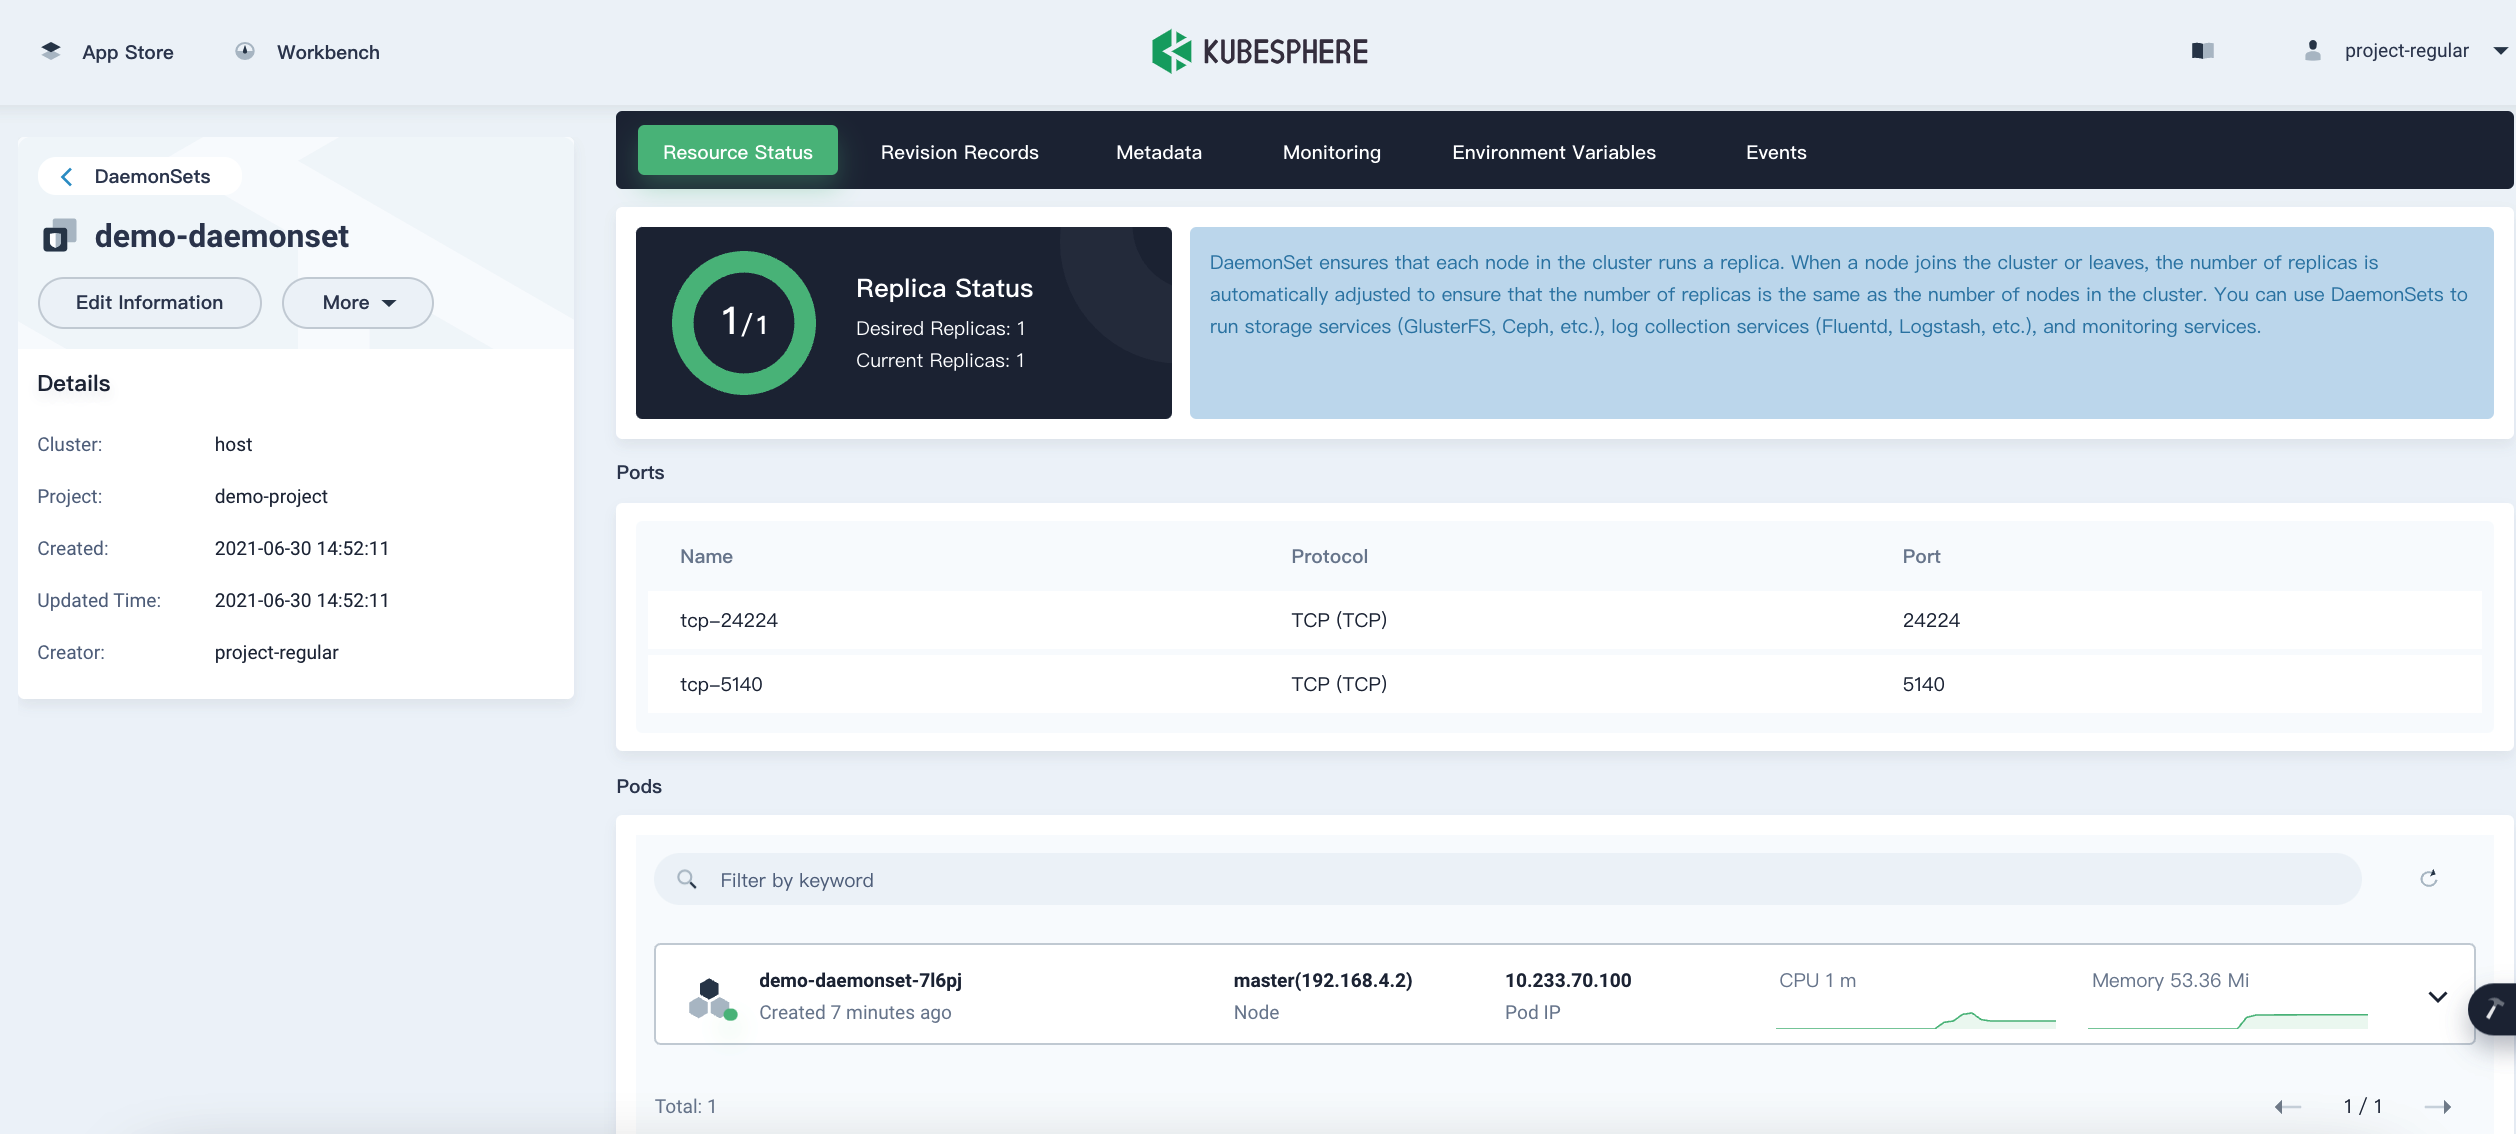 App Store
Workbench
KUBESPHERE
project-regular
DaemonSets
demo-daemonset
Edit Information
More
Details
Cluster: host
Project: demo-project
Created: 2021-06-30 14:52:11
Updated Time: 2021-06-30 14:52:11
Creator: project-regular
Resource Status Revision Records Metadata Monitoring Environment Variables Events
1/1
Replica Status
Desired Replicas: 1
Current Replicas: 1
DaemonSet ensures that each node in the cluster runs a replica. When a node joins the cluster or leaves, the number of replicas is
automatically adjusted to ensure that the number of replicas is the same as the number of nodes in the cluster. You can use DaemonSets to
run storage services (GlusterFS, Ceph, etc.), log collection services (Fluentd, Logstash, etc.), and monitoring services.
Ports
Name Protocol Port
tcp-24224 TCP (TCP) 24224
tcp-5140 TCP (TCP) 5140
Pods
Filter by keyword
demo-daemonset-7l6pj master(192.168.4.2) 10.233.70.100 CPU 1 m Memory 53.36 Mi
Created 7 minutes ago Node Pod IP
Total: 1
1 / 1